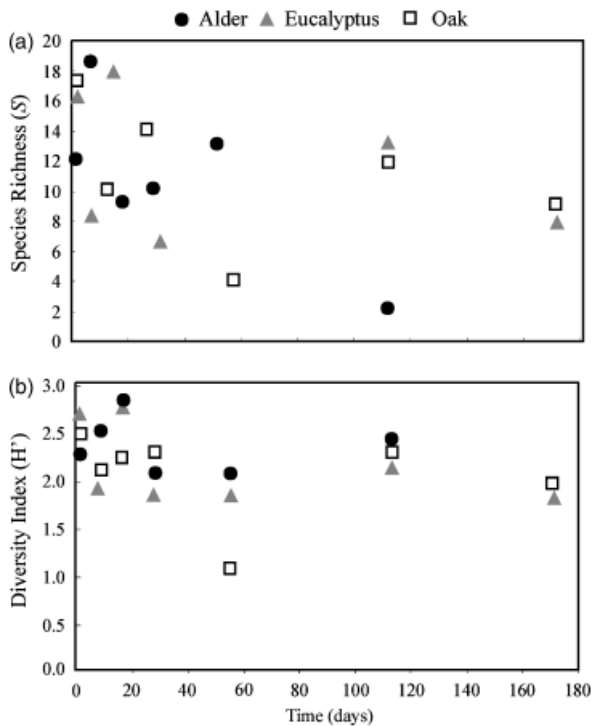 Alder Eucalyptus Oak
(a)
Species Richness (S)
20
18
16
14
12
10
8
6
4
2
0
(b)
Diversity Index (H’)
3.0
2.5
2.0
1.5
1.0
0.5
0.0
0 20 40 60 80 100 120 140 160 180
Time (days)